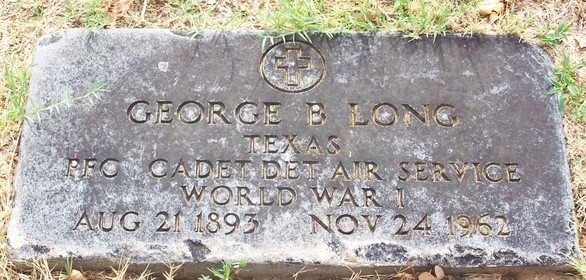 GEORGE B LONG
TEXAS
PFC CADET DET AIR SERVICE
WORLD WAR I
AUG 21 1893 NOV 24 1962